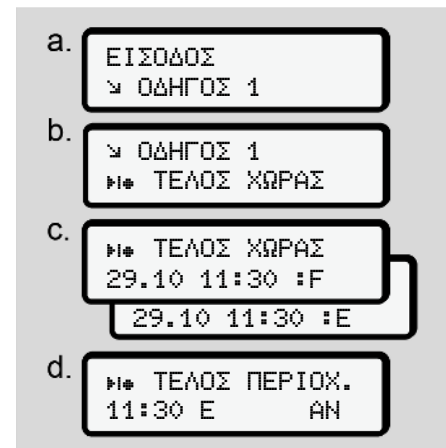 a.
ΕΙΣΟΔΟΣ
↘ ΟΔΗΓΟΣ 1
b.
↘ ΟΔΗΓΟΣ 1
ΤΕΛΟΣ ΧΩΡΑΣ
c.
ΤΕΛΟΣ ΧΩΡΑΣ
29.10 11:30 :F
29.10 11:30 :E
d.
ΤΕΛΟΣ ΠΕΡΙΟΧ.
11:30 E AN